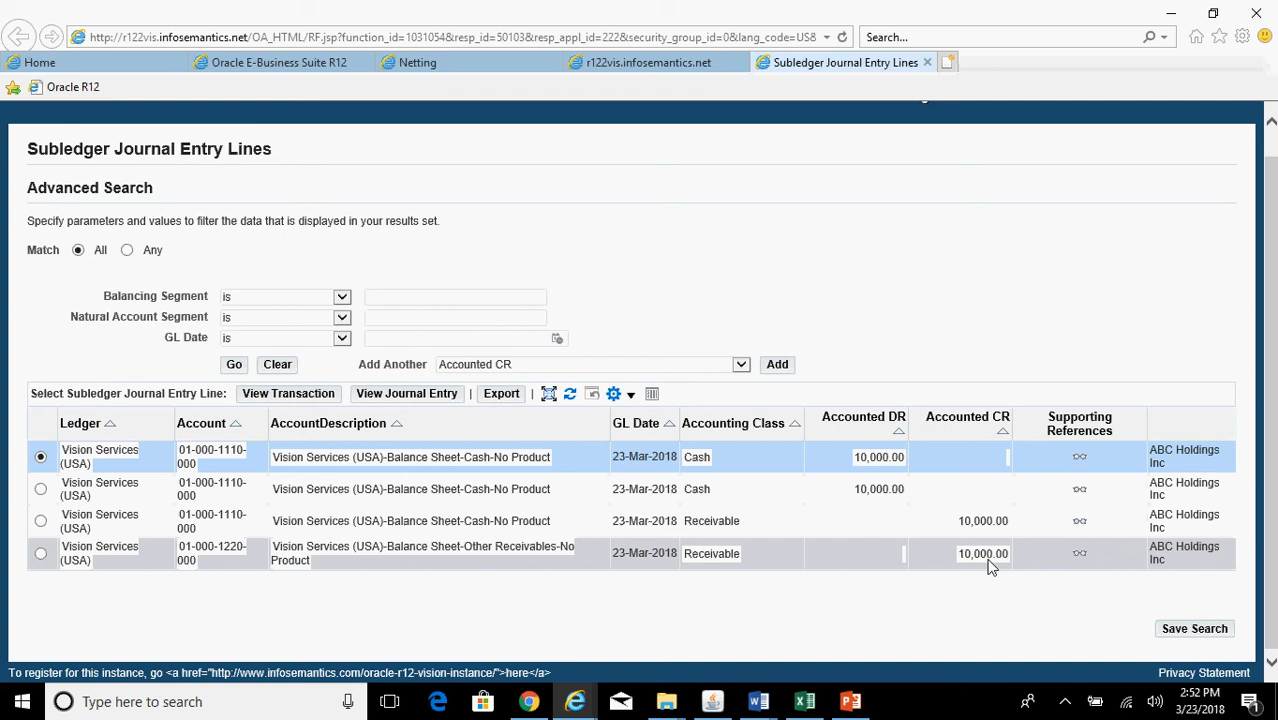 http://r122vis.infosemantics.net/OA_HTML/RF.jsp?function_id=1031054&resp_id=50103&resp_appl_id=222&security_group_id=0&lang_code=US8
Search...
Home
Oracle E-Business Suite R12
Netting
r122vis.infosemantics.net
Subledger Journal Entry Lines
Oracle R12
Subledger Journal Entry Lines
Advanced Search
Specify parameters and values to filter the data that is displayed in your results set.
Match All Any
Balancing Segment is
Natural Account Segment is
GL Date is
Go Clear Add Another Accounted CR Add
Select Subledger Journal Entry Line: View Transaction View Journal Entry | Export |
Ledger Account AccountDescription GL Date Accounting Class Accounted DR Accounted CR Supporting References
Vision Services (USA) 01-000-1110-000 Vision Services (USA)-Balance Sheet-Cash-No Product 23-Mar-2018 Cash 10,000.00 ABC Holdings Inc
Vision Services (USA) 01-000-1110-000 Vision Services (USA)-Balance Sheet-Cash-No Product 23-Mar-2018 Cash 10,000.00 ABC Holdings Inc
Vision Services (USA) 01-000-1110-000 Vision Services (USA)-Balance Sheet-Cash-No Product 23-Mar-2018 Receivable 10,000.00 ABC Holdings Inc
Vision Services (USA) 01-000-1220-000 Vision Services (USA)-Balance Sheet-Other Receivables-No Product 23-Mar-2018 Receivable 10,000.00 ABC Holdings Inc
Save Search
To register for this instance, go <a href="http://www.infosemantics.com/oracle-r12-vision-instance/">here</a>
Privacy Statement
Type here to search
2:52 PM
3/23/2018